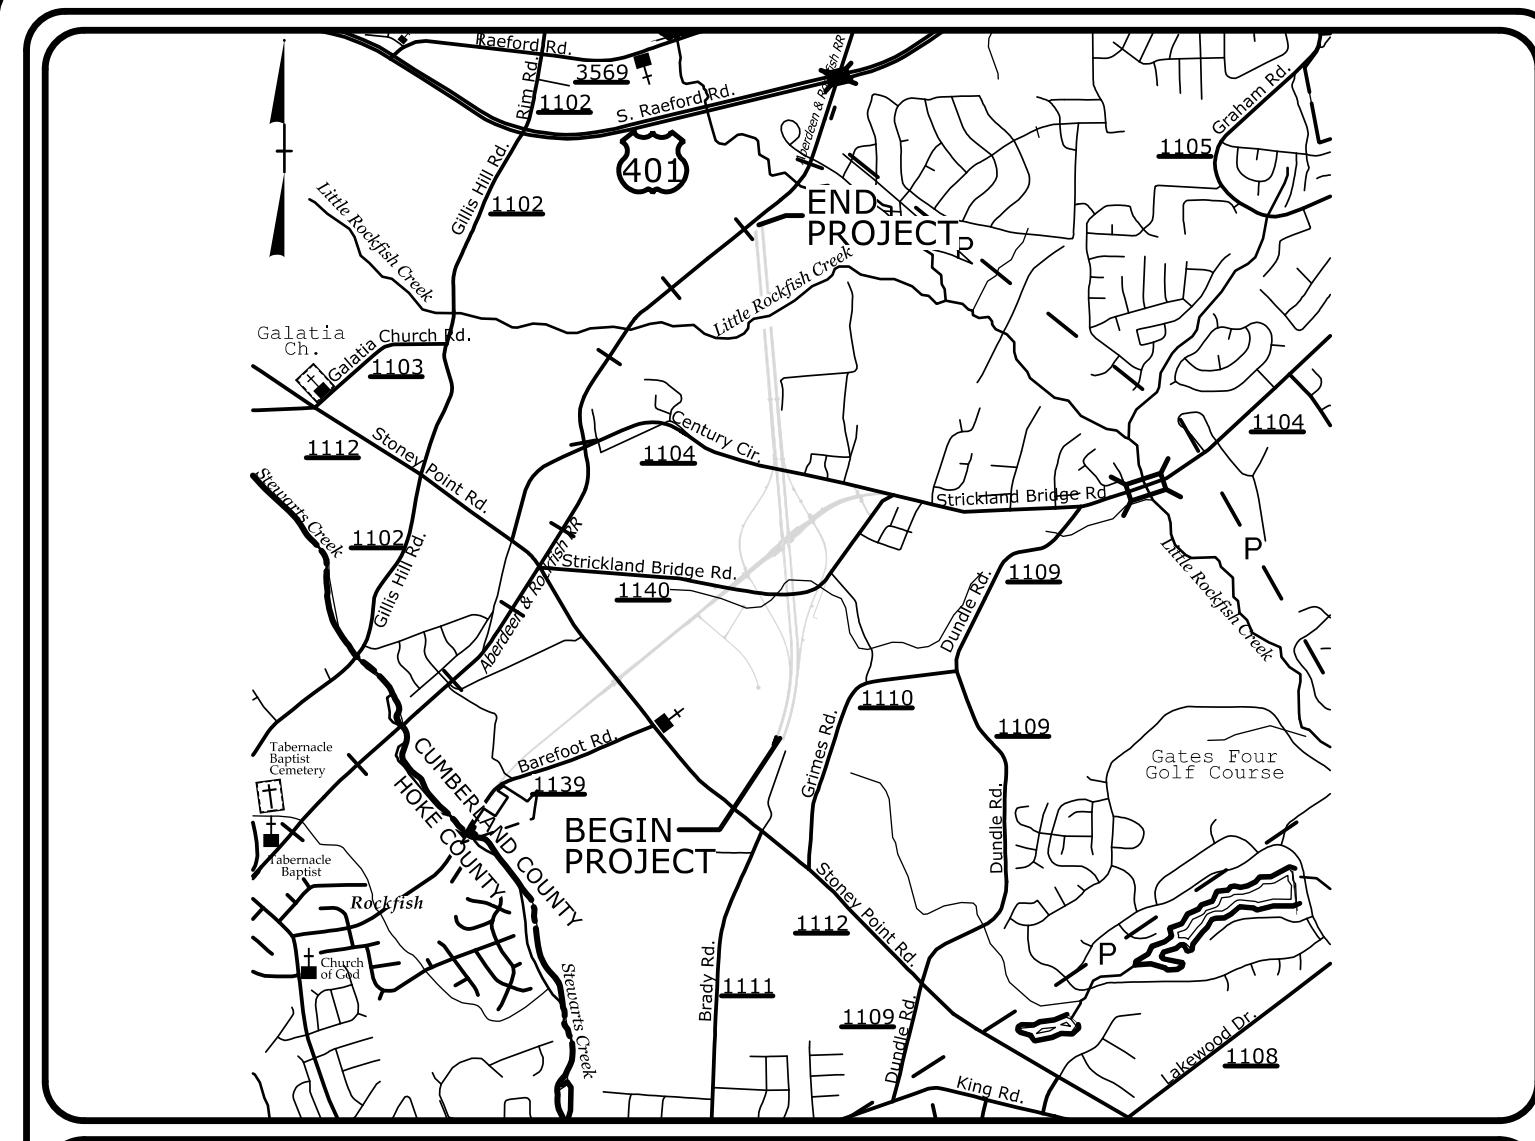 Raeford Rd.
3569
Rim Rd.
1102
S. Raeford Rd.
Aberdeen & Rockfish RR
Graham Rd.
1105
401
Gillis Hill Rd.
1102
Little Rockfish Creek
END
PROJECT
P
Little Rockfish Creek
Galatia
Ch.
Galatia Church Rd.
1103
1112
Stoney Point Rd.
Century Cir.
1104
1104
Stewarts Creek
Strickland Bridge Rd
1102
Gillis Hill Rd.
Aberdeen & Rockfish RR
Strickland Bridge Rd.
1140
Dundle Rd.
1109
P
Little Rockfish Creek
1110
1109
Grimes Rd.
Tabernacle
Baptist
Cemetery
CUMBERLAND COUNTY
HOKE COUNTY
Barefoot Rd.
1139
Gates Four
Golf Course
BEGIN
PROJECT
Dundle Rd.
Tabernacle
Baptist
Rockfish
Stoney Point Rd.
1112
P
Church
of God
Stewarts Creek
Brady Rd.
1111
1109
Dundle Rd.
King Rd.
Lakewood Dr.
1108